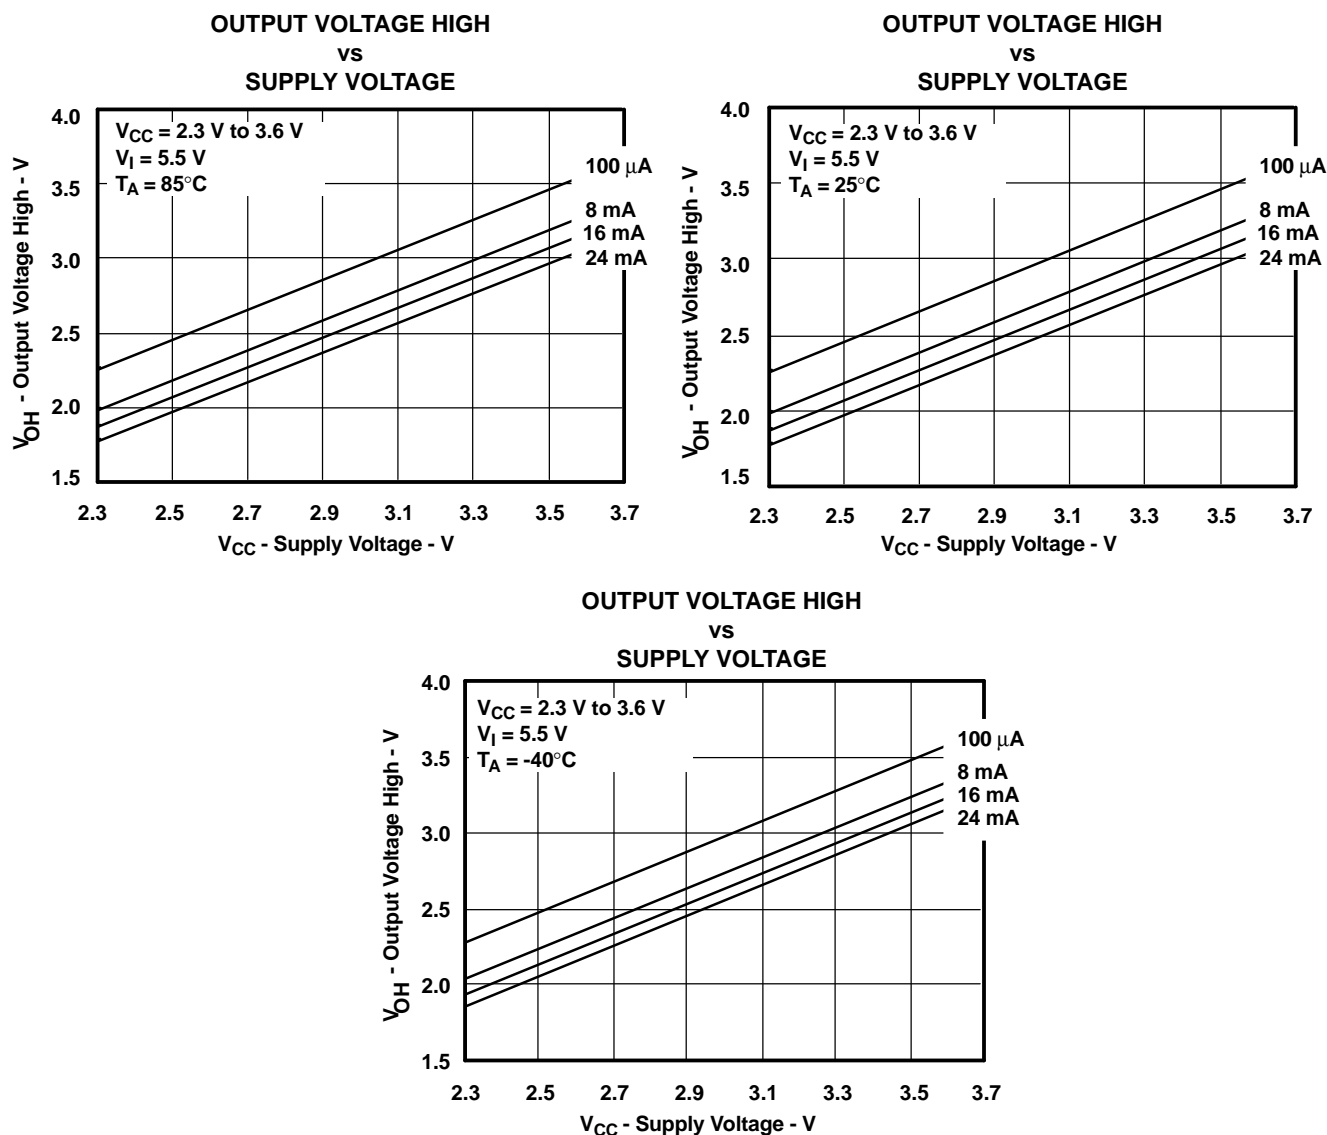 OUTPUT VOLTAGE HIGH
vs
SUPPLY VOLTAGE
VOH - Output Voltage High - V
4.0
3.5
3.0
2.5
2.0
1.5
VCC = 2.3 V to 3.6 V
VI = 5.5 V
TA = 85°C
100 μA
8 mA
16 mA
24 mA
2.3 2.5 2.7 2.9 3.1 3.3 3.5 3.7
VCC - Supply Voltage - V
OUTPUT VOLTAGE HIGH
vs
SUPPLY VOLTAGE
VOH - Output Voltage High - V
4.0
3.5
3.0
2.5
2.0
1.5
VCC = 2.3 V to 3.6 V
VI = 5.5 V
TA = 25°C
100 μA
8 mA
16 mA
24 mA
2.3 2.5 2.7 2.9 3.1 3.3 3.5 3.7
VCC - Supply Voltage - V
OUTPUT VOLTAGE HIGH
vs
SUPPLY VOLTAGE
VOH - Output Voltage High - V
4.0
3.5
3.0
2.5
2.0
1.5
VCC = 2.3 V to 3.6 V
VI = 5.5 V
TA = -40°C
100 μA
8 mA
16 mA
24 mA
2.3 2.5 2.7 2.9 3.1 3.3 3.5 3.7
VCC - Supply Voltage - V